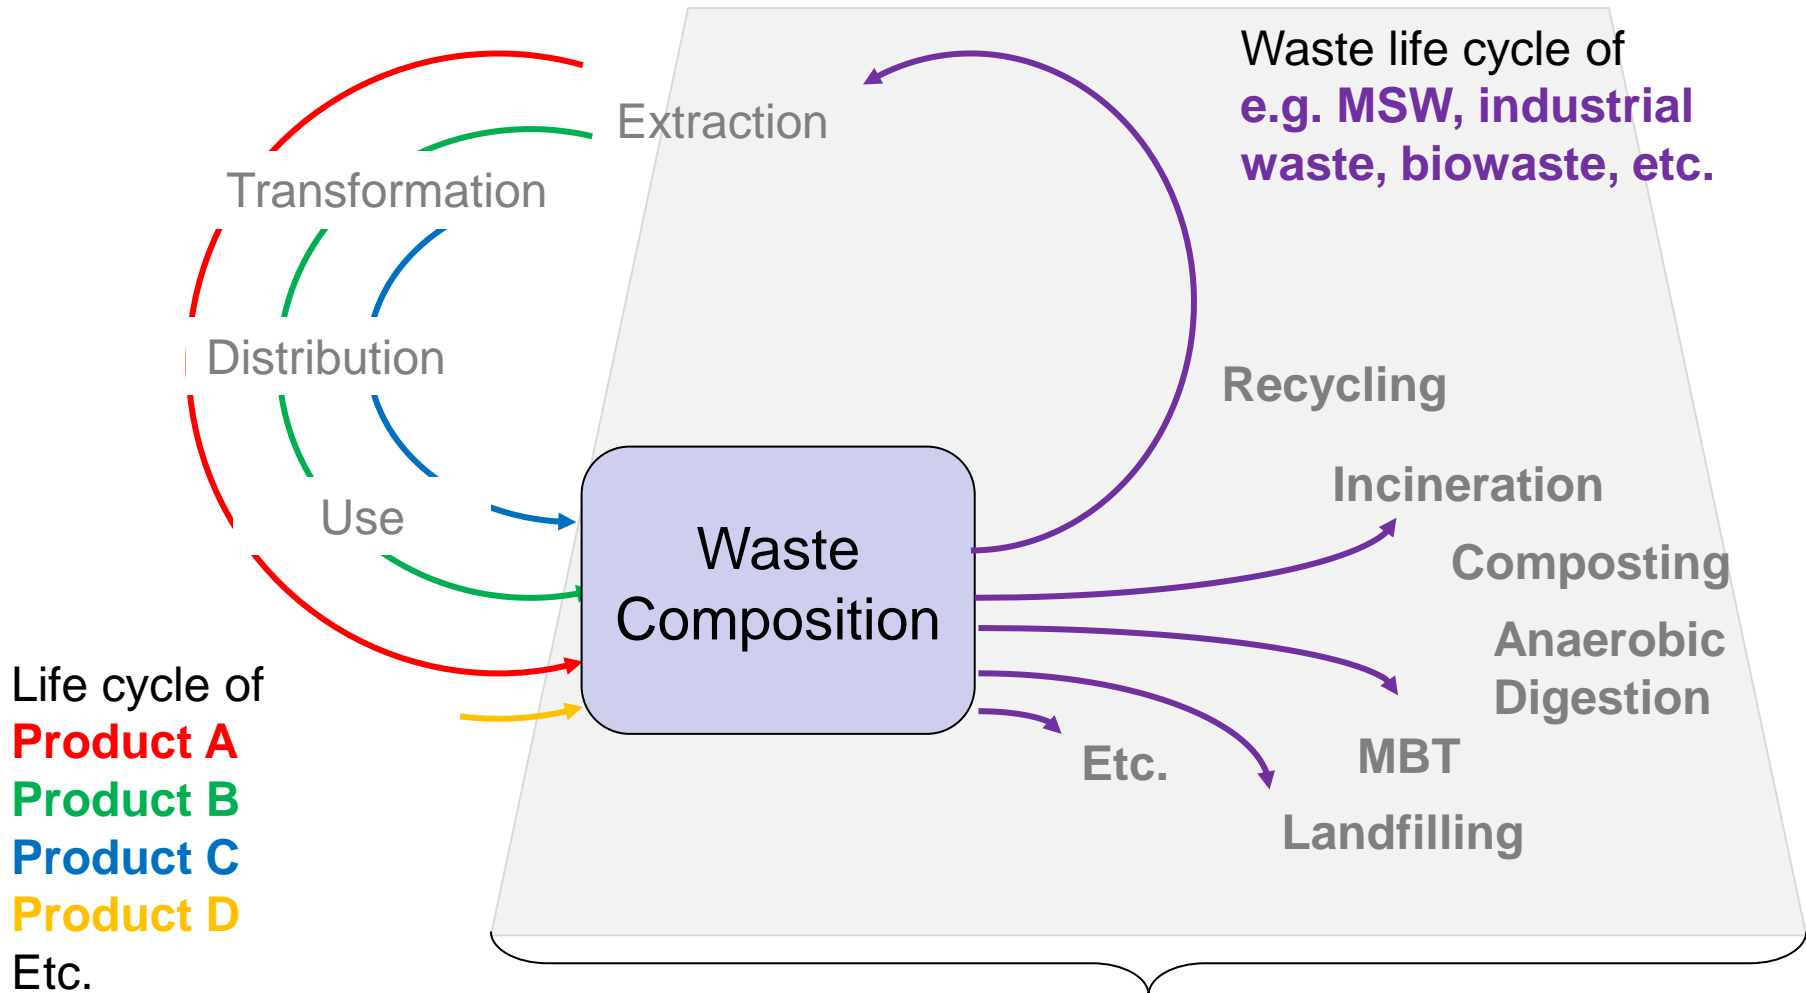 Waste life cycle of
e.g. MSW, industrial
waste, biowaste, etc.
Extraction
Transformation
Distribution
Use
Waste
Composition
Recycling
Incineration
Composting
Anaerobic
Digestion
MBT
Etc.
Landfilling
Life cycle of
Product A
Product B
Product C
Product D
Etc.